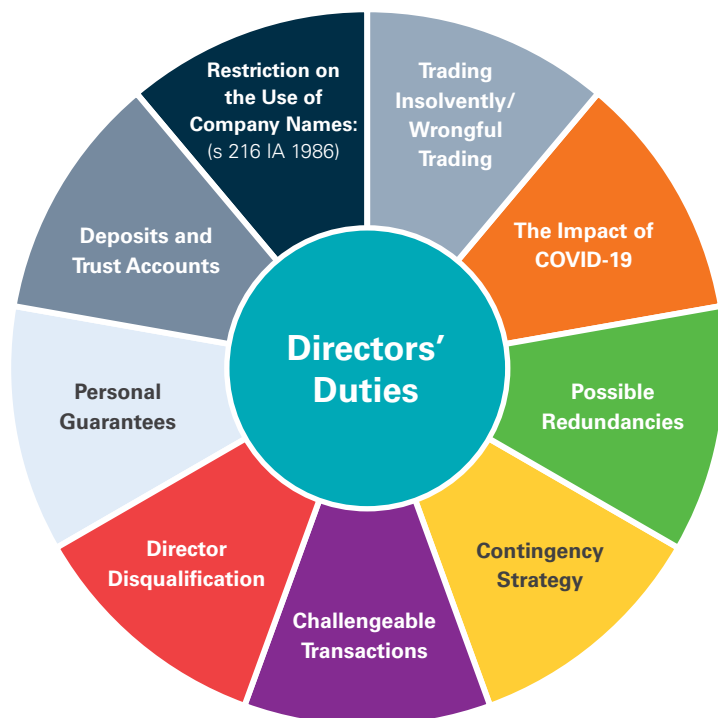 Directors’
Duties
Trading
Insolvently/
Wrongful
Trading
The Impact of
COVID-19
Possible
Redundancies
Contingency
Strategy
Challengeable
Transactions
Director
Disqualification
Personal
Guarantees
Deposits and
Trust Accounts
Restriction on
the Use of
Company Names:
(s 216 IA 1986)